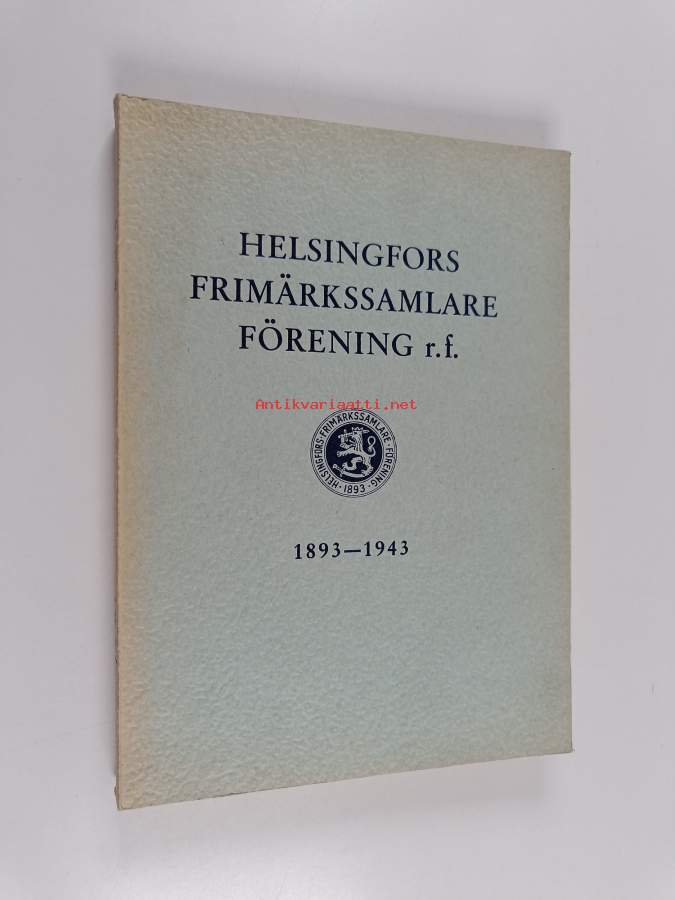 HELSINGFORS
FRIMÄRKSSAMLARE
FÖRENING r.f.
Antikvariaatti.net
HELSINGFORS·FRIMÄRKSSAMLARE·FÖRENING·
·1893·
1893—1943